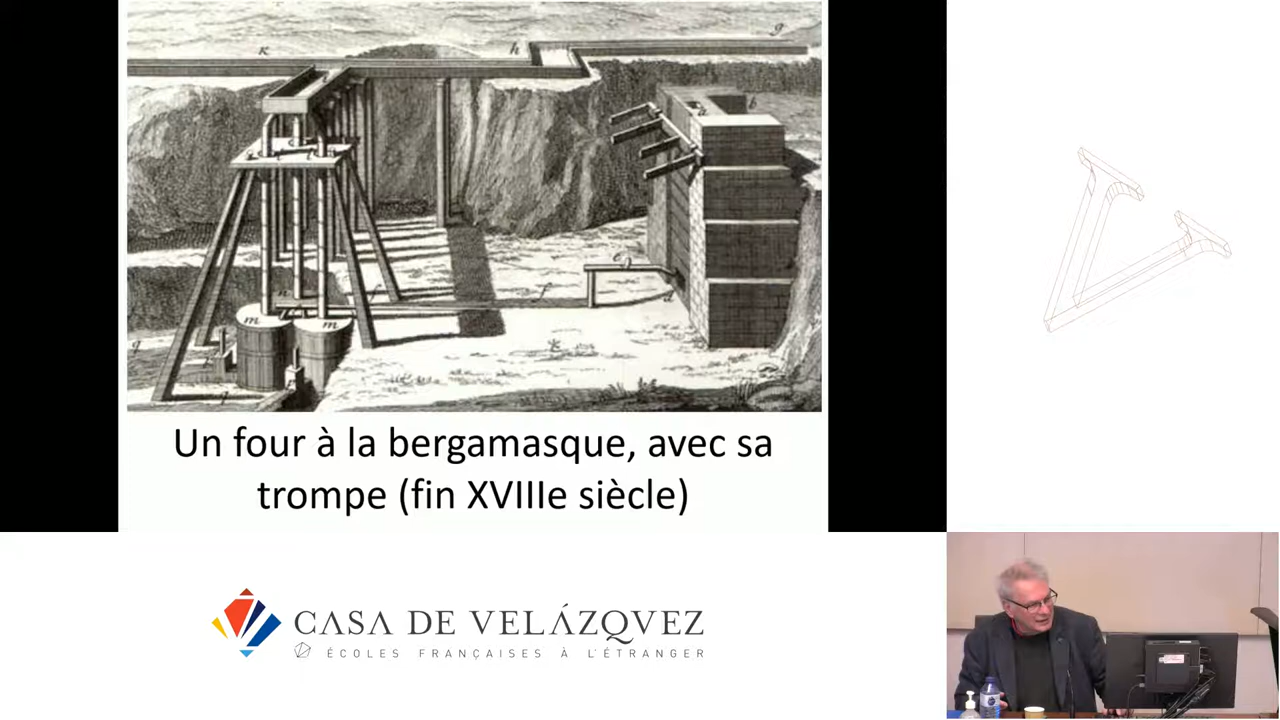 κ
h
g
m
m
f
d
q
q
Un four à la bergamasque, avec sa
trompe (fin XVIIIe siècle)
CASA DE VELÁZQVEZ
ÉCOLES FRANÇAISES À L'ÉTRANGER